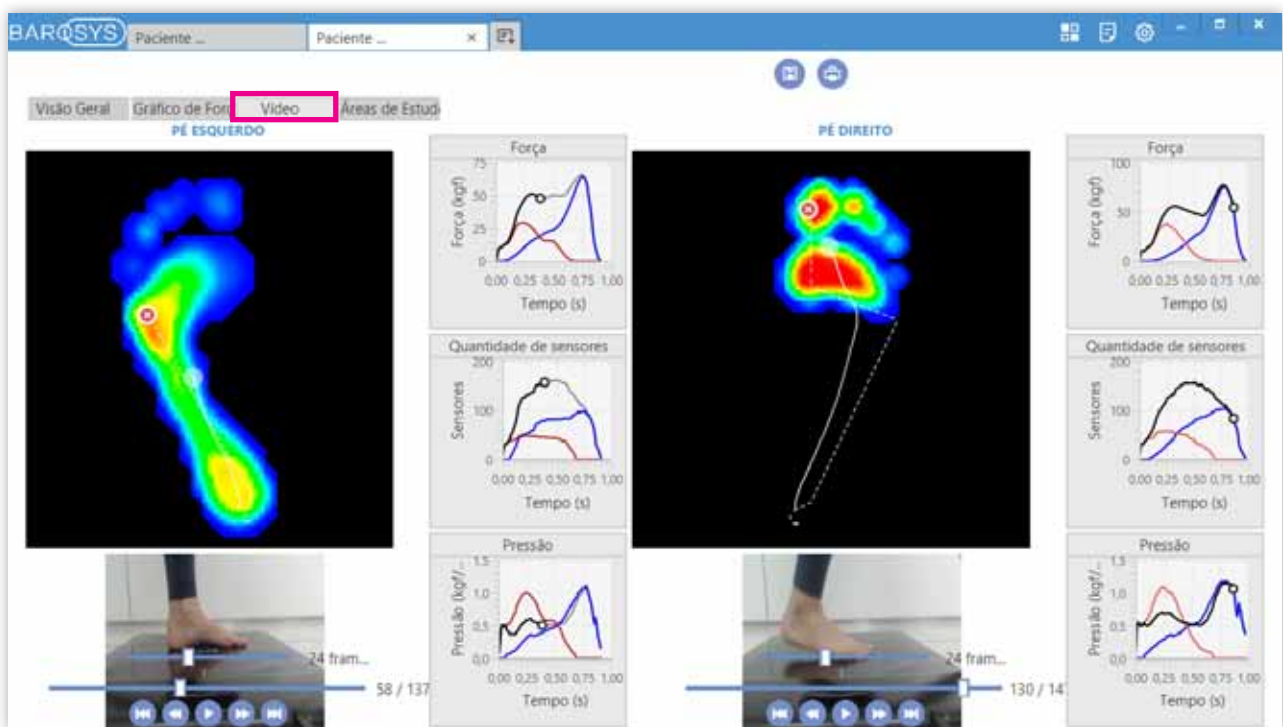 BAROSYS
Paciente ...
Paciente ...
Visão Geral
Gráfico de Forç
Vídeo
Áreas de Estud
PÉ ESQUERDO
Força
Força (kgf)
75
50
25
0
0,00 0,25 0,50 0,75 1,00
Tempo (s)
Quantidade de sensores
Sensores
200
100
0
0,00 0,25 0,50 0,75 1,00
Tempo (s)
Pressão
Pressão (kgf/...
1,5
1,0
0,5
0,0
0,00 0,25 0,50 0,75 1,00
Tempo (s)
24 fram...
58 / 137
PÉ DIREITO
Força
Força (kgf)
100
50
0
0,00 0,25 0,50 0,75 1,00
Tempo (s)
Quantidade de sensores
Sensores
200
100
0
0,00 0,25 0,50 0,75 1,00
Tempo (s)
Pressão
Pressão (kgf/...
1,5
1,0
0,5
0,0
0,00 0,25 0,50 0,75 1,00
Tempo (s)
24 fram...
130 / 14